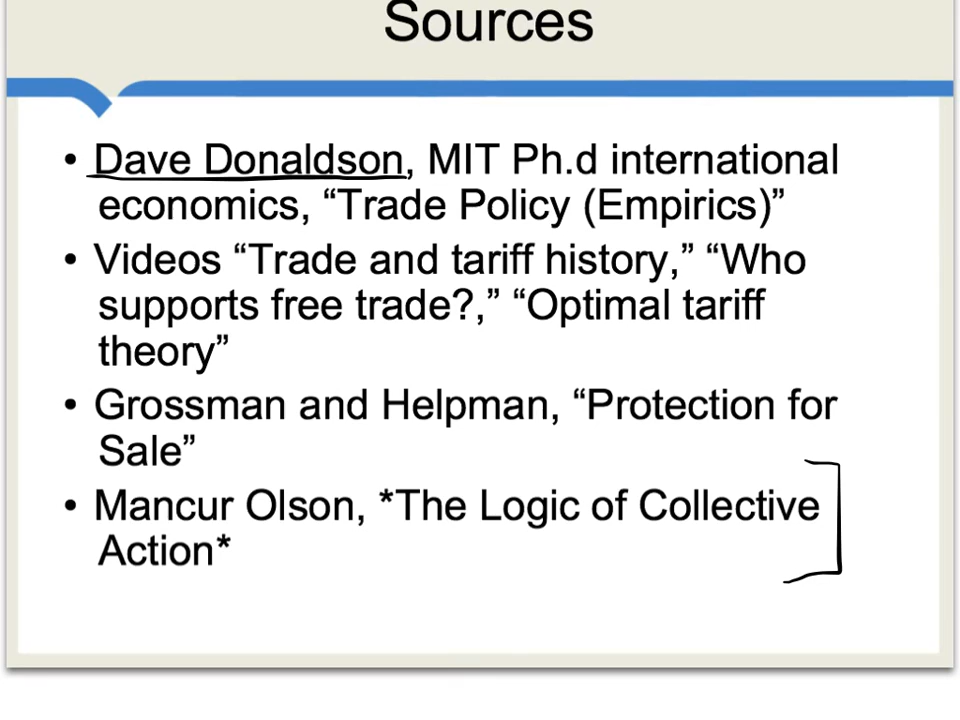 Sources
• Dave Donaldson, MIT Ph.d international
economics, “Trade Policy (Empirics)”
• Videos “Trade and tariff history,” “Who
supports free trade?,” “Optimal tariff
theory”
• Grossman and Helpman, “Protection for
Sale”
• Mancur Olson, *The Logic of Collective
Action*